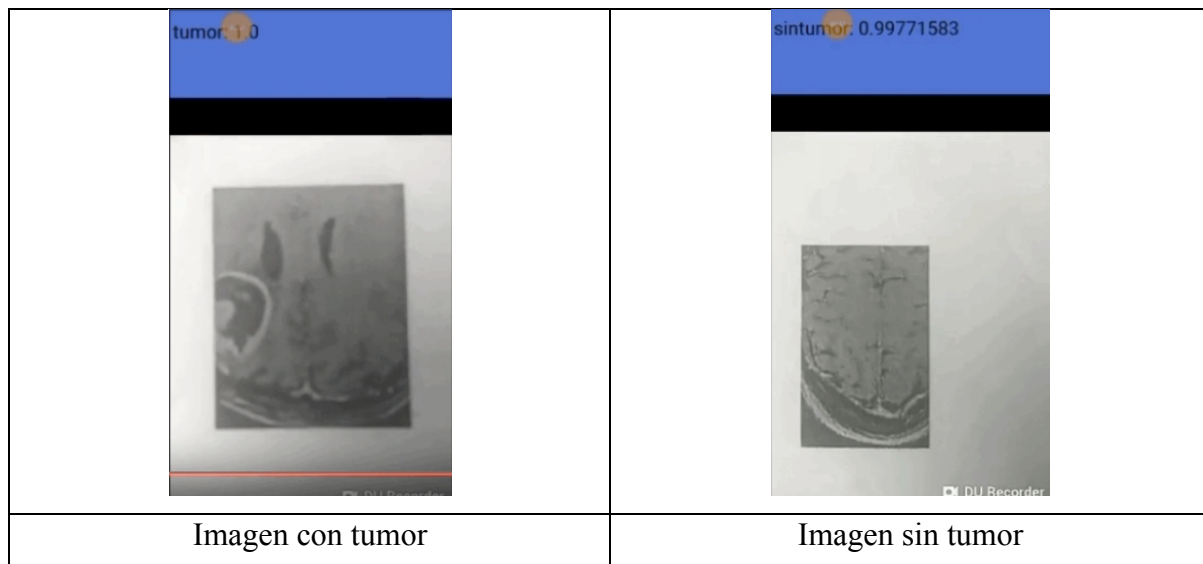 tumor: 1.0
sintumor: 0.99771583
DU Recorder
DU Recorder
Imagen con tumor
Imagen sin tumor